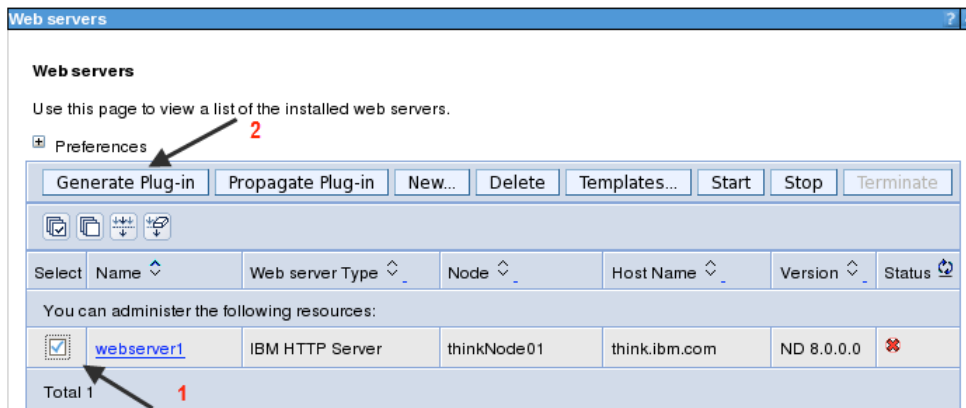 Web servers ?
Web servers
Use this page to view a list of the installed web servers.
2
Preferences
Generate Plug-in Propagate Plug-in New... Delete Templates... Start Stop Terminate
Select Name Web server Type Node Host Name Version Status
You can administer the following resources:
webserver1 IBM HTTP Server thinkNode01 think.ibm.com ND 8.0.0.0
Total 1 1